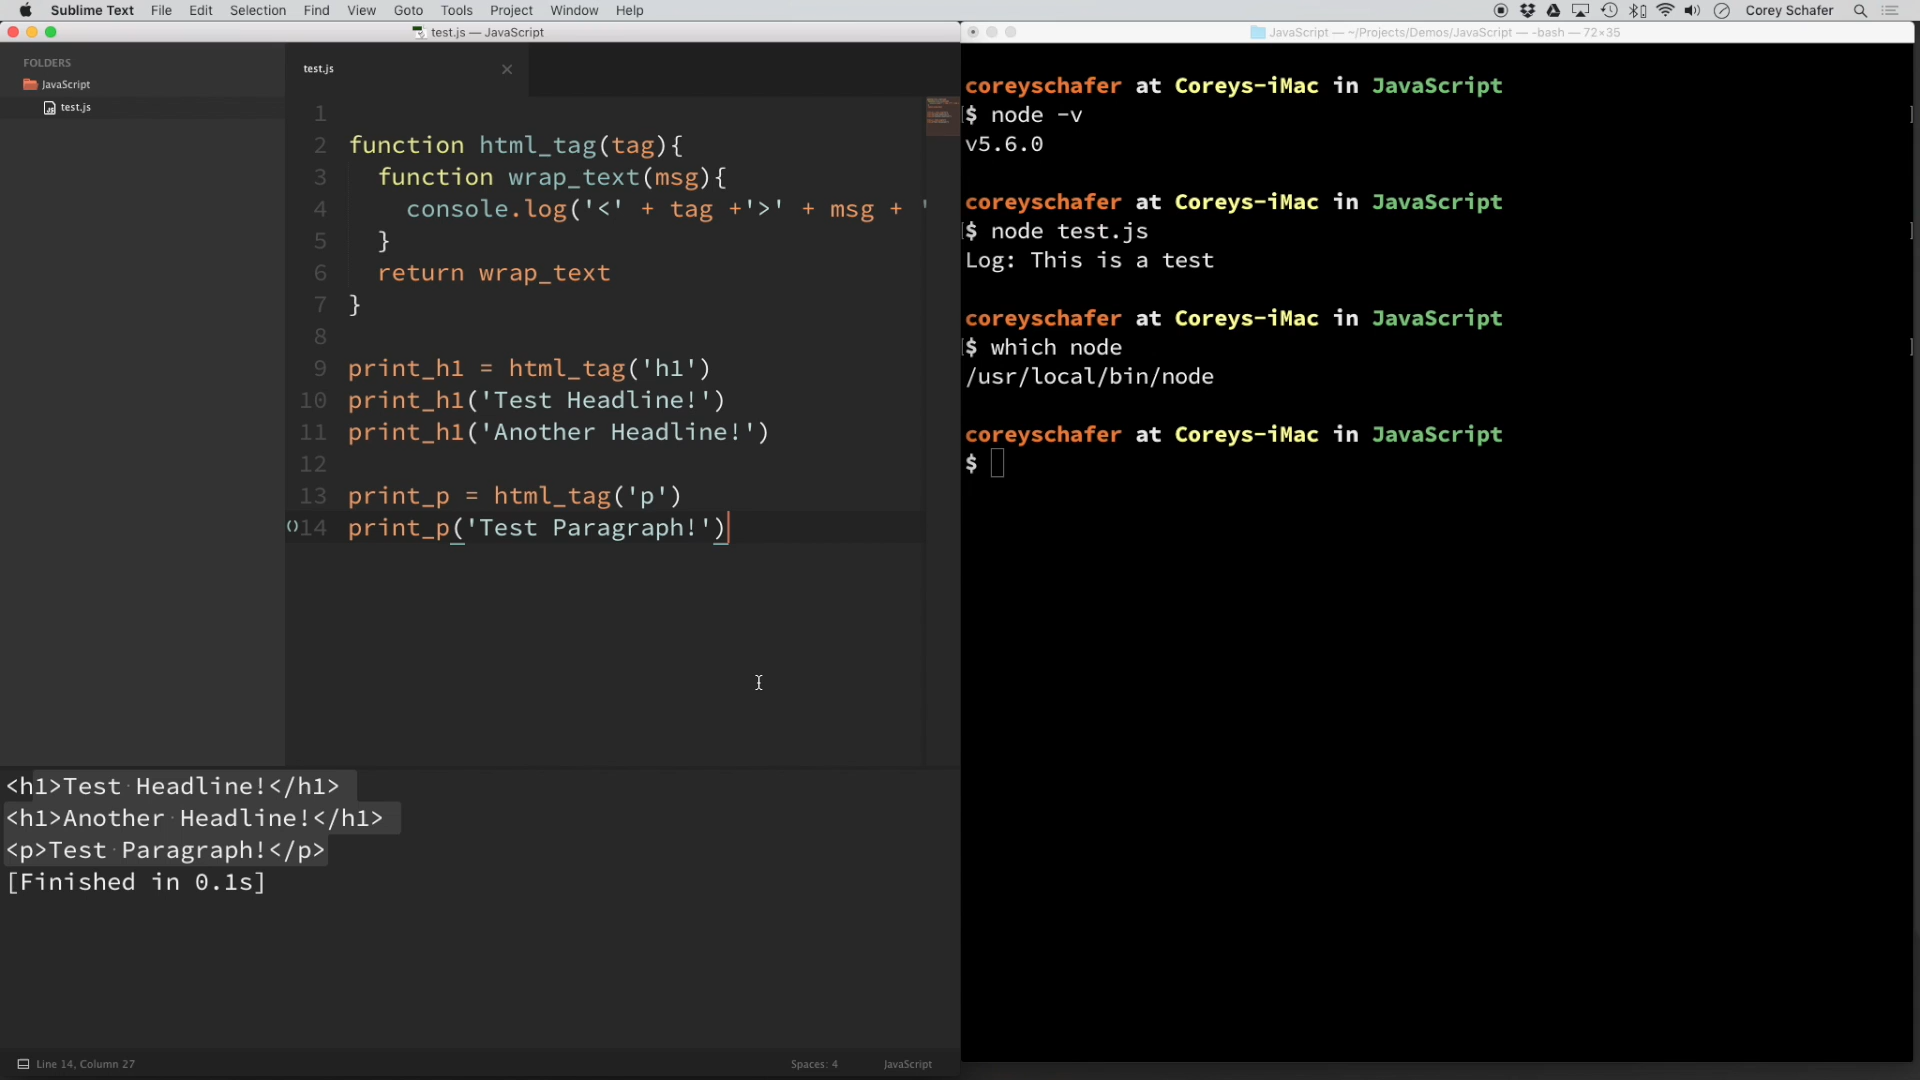 Sublime Text File Edit Selection Find View Goto Tools Project Window Help
Corey Schafer
test.js — JavaScript
FOLDERS
JavaScript
test.js
test.js
1
2 function html_tag(tag){
3 function wrap_text(msg){
4 console.log('<' + tag +'>' + msg + '
5 }
6 return wrap_text
7 }
8
9 print_h1 = html_tag('h1')
10 print_h1('Test Headline!')
11 print_h1('Another Headline!')
12
13 print_p = html_tag('p')
14 print_p('Test Paragraph!')
<h1>Test Headline!</h1>
<h1>Another Headline!</h1>
<p>Test Paragraph!</p>
[Finished in 0.1s]
Line 14, Column 27
Spaces: 4
JavaScript
JavaScript — ~/Projects/Demos/JavaScript — -bash — 72×35
coreyschafer at Coreys-iMac in JavaScript
[$ node -v ]
v5.6.0
coreyschafer at Coreys-iMac in JavaScript
[$ node test.js ]
Log: This is a test
coreyschafer at Coreys-iMac in JavaScript
[$ which node ]
/usr/local/bin/node
coreyschafer at Coreys-iMac in JavaScript
$